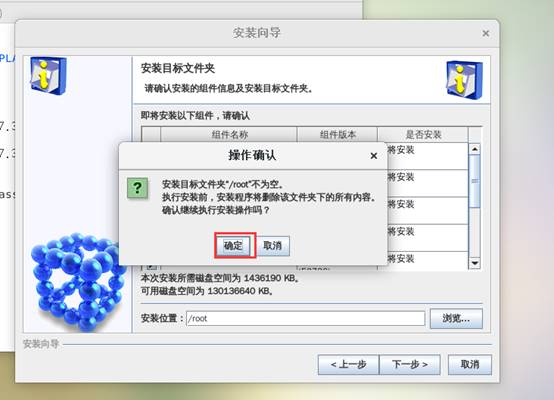 安装向导
PLA
安装目标文件夹
请确认安装的组件信息及安装目标文件夹。
即将安装以下组件，请确认
组件名称 组件版本 是否安装
7.3
7.3
ass
将安装
将安装
将安装
将安装
将安装
操作确认
安装目标文件夹"/root"不为空。
执行安装前，安装程序将删除该文件夹下的所有内容。
确认继续执行安装操作吗？
确定 取消
本次安装所需磁盘空间为 1436190 KB。
可用磁盘空间为 130136640 KB。
安装位置： /root 浏览...
安装向导
< 上一步 下一步 > 取消